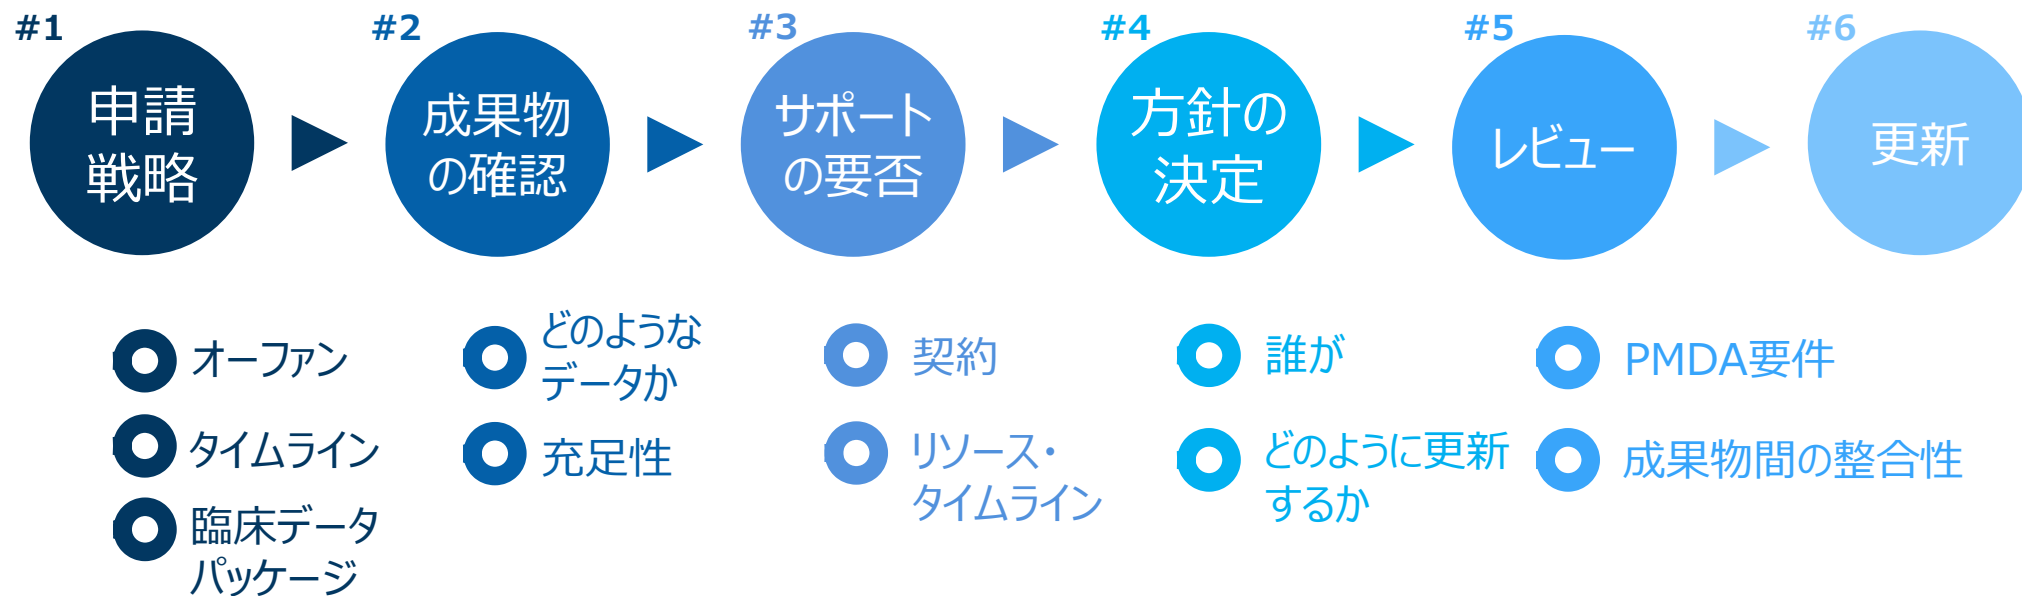 #1
申請
戦略
#2
成果物
の確認
#3
サポート
の要否
#4
方針の
決定
#5
レビュー
#6
更新
オーファン
タイムライン
臨床データ
パッケージ
どのような
データか
充足性
契約
リソース・
タイムライン
誰が
どのように更新
するか
PMDA要件
成果物間の整合性